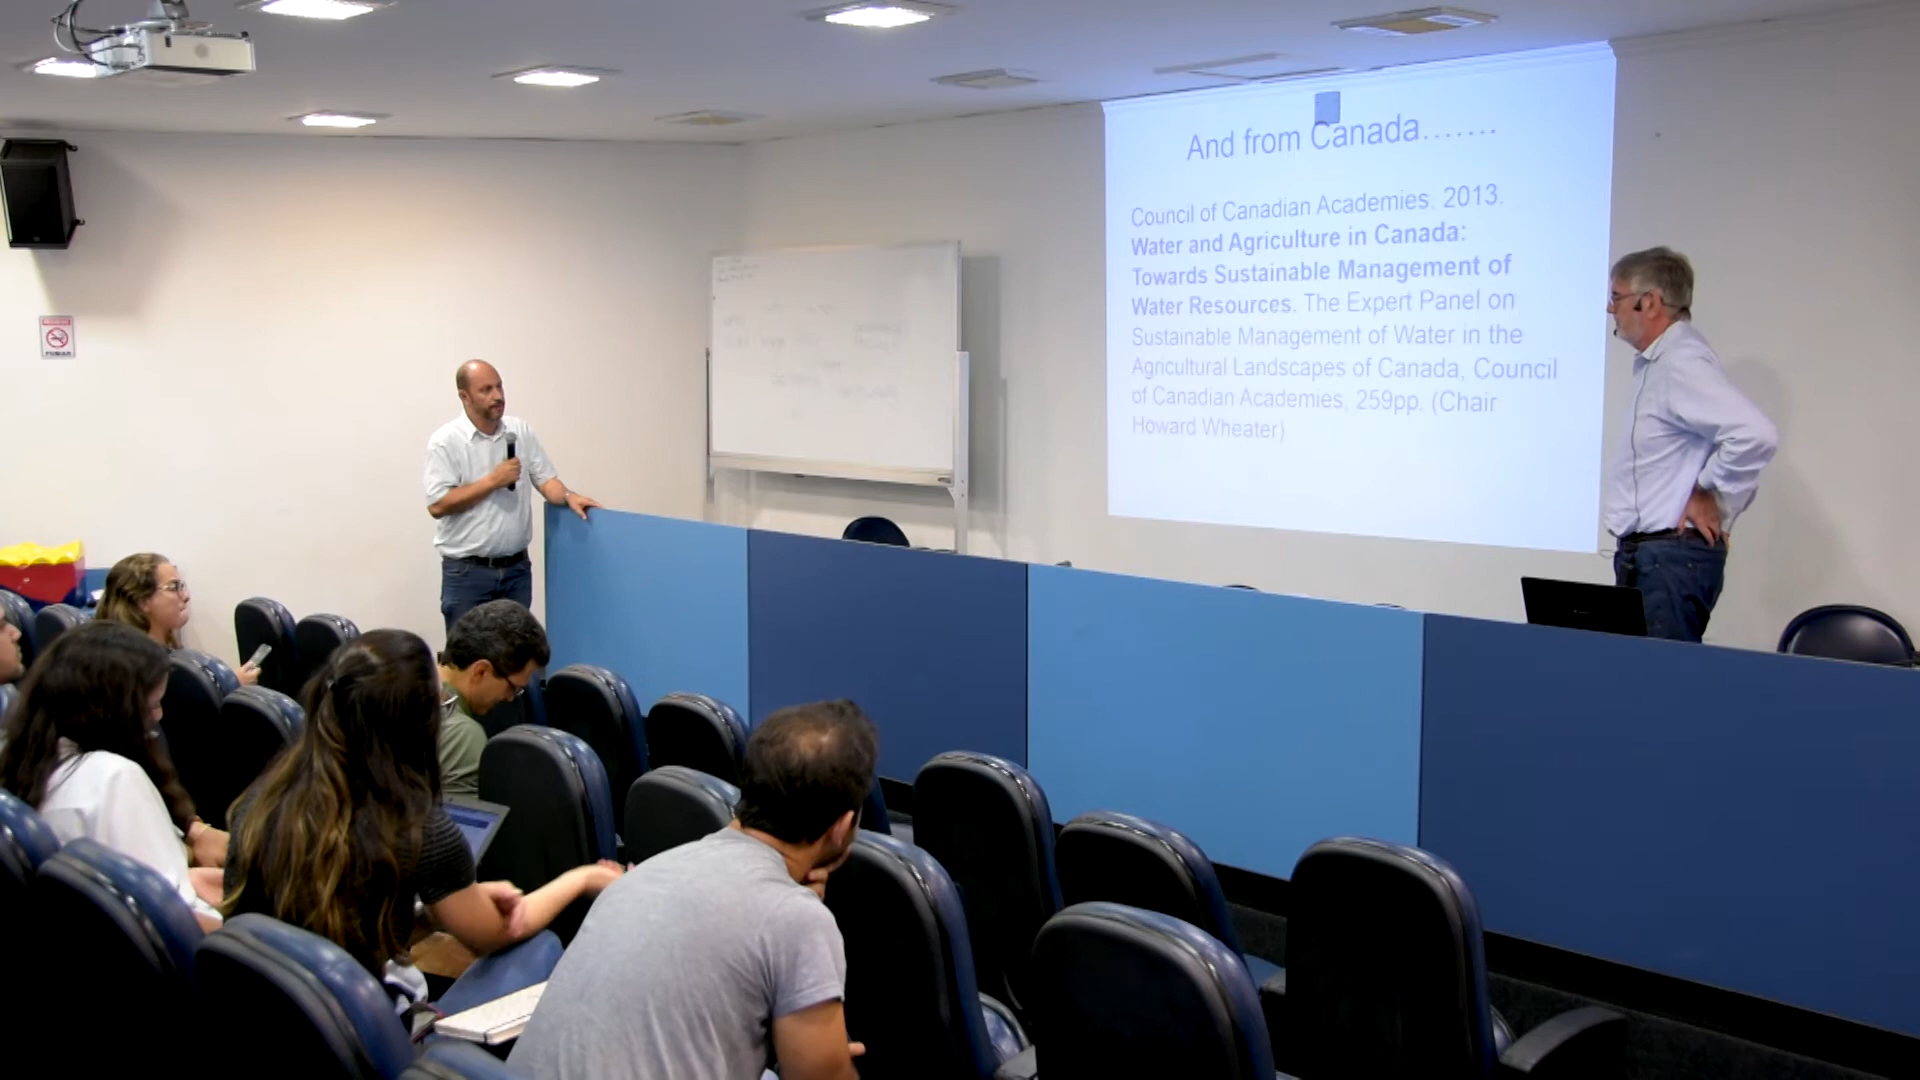 And from Canada.......
Council of Canadian Academies. 2013.
Water and Agriculture in Canada:
Towards Sustainable Management of
Water Resources. The Expert Panel on
Sustainable Management of Water in the
Agricultural Landscapes of Canada, Council
of Canadian Academies, 259pp. (Chair
Howard Wheater)
FUMAR